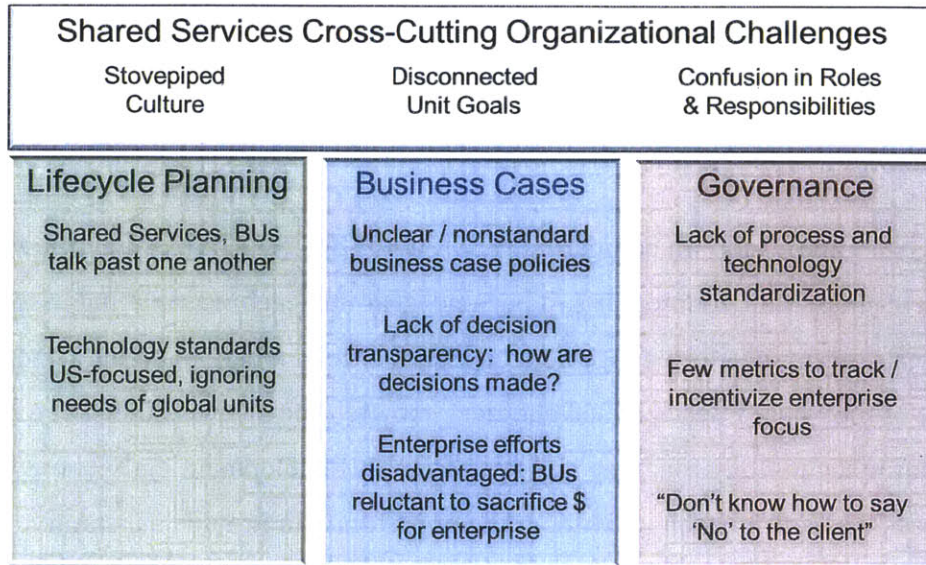 Shared Services Cross-Cutting Organizational Challenges
Stovepiped
Culture
Disconnected
Unit Goals
Confusion in Roles
& Responsibilities
Lifecycle Planning
Shared Services, BUs
talk past one another
Technology standards
US-focused, ignoring
needs of global units
Business Cases
Unclear / nonstandard
business case policies
Lack of decision
transparency: how are
decisions made?
Enterprise efforts
disadvantaged: BUs
reluctant to sacrifice $
for enterprise
Governance
Lack of process and
technology
standardization
Few metrics to track /
incentivize enterprise
focus
“Don’t know how to say
‘No’ to the client”